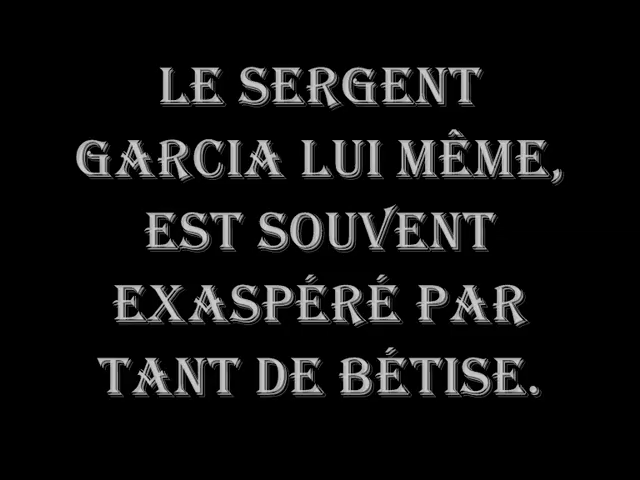 LE SERGENT
GARCIA LUI MÊME,
EST SOUVENT
EXASPÉRÉ PAR
TANT DE BÉTISE.